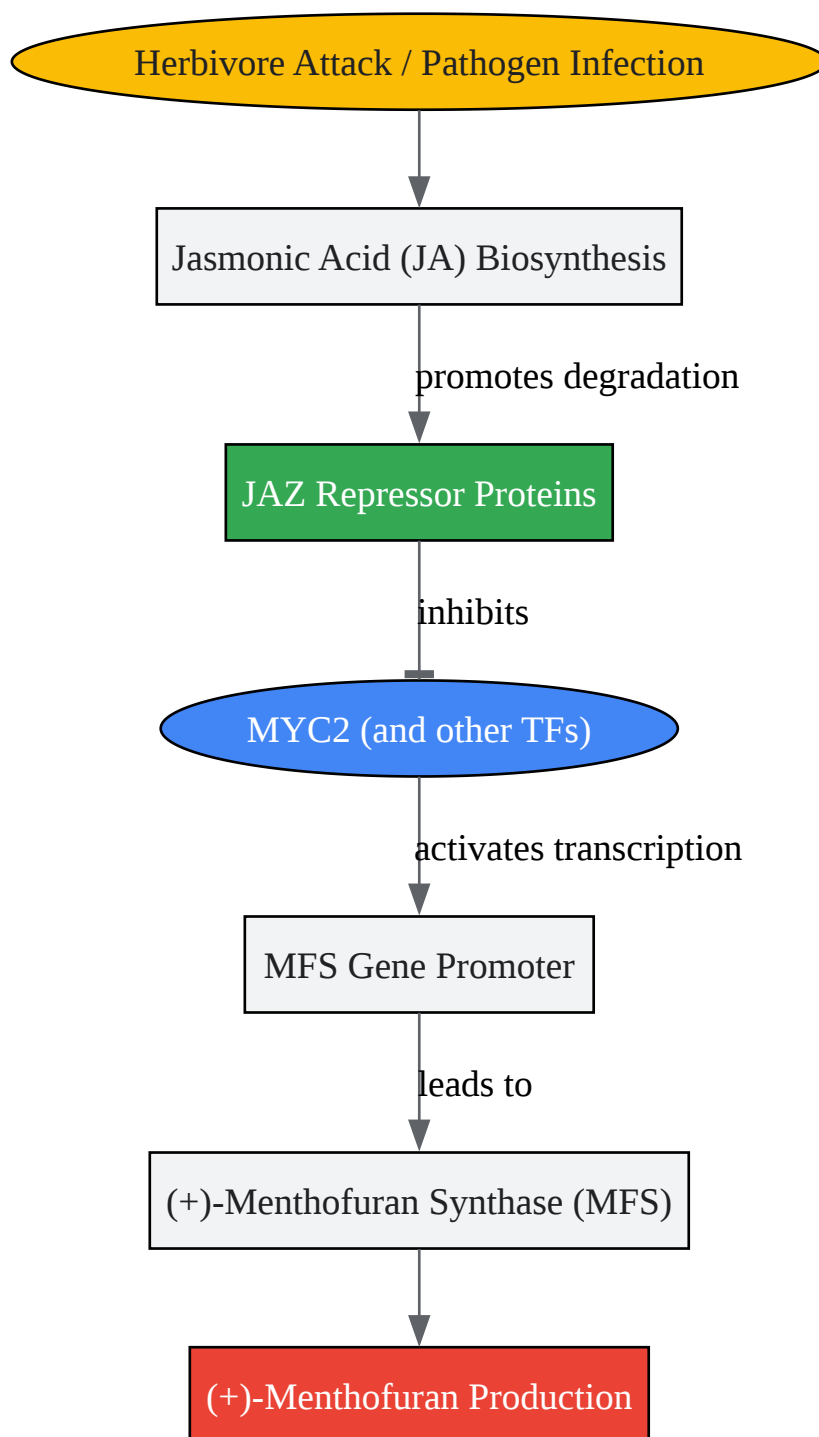 Herbivore Attack / Pathogen Infection
Jasmonic Acid (JA) Biosynthesis
promotes degradation
JAZ Repressor Proteins
inhibits
MYC2 (and other TFs)
activates transcription
MFS Gene Promoter
leads to
(+)-Menthofuran Synthase (MFS)
(+)-Menthofuran Production